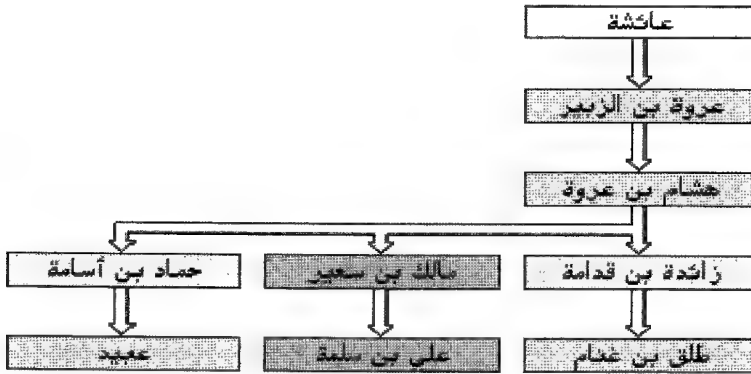 عائشة
عروة بن الزبير
هشام بن عروة
زائدة بن قدامة
مالك بن سعير
حماد بن أسامة
طلق بن غنام
علي بن سلمة
عبيد